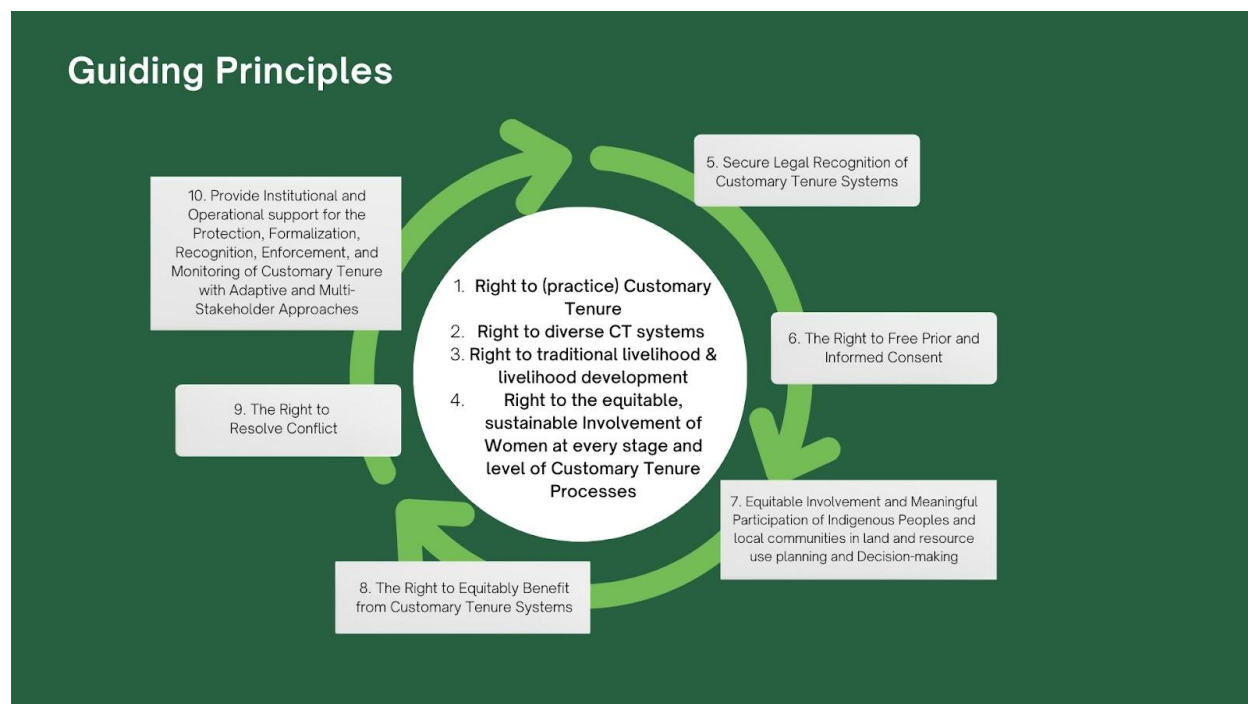 Guiding Principles
5. Secure Legal Recognition of
Customary Tenure Systems
10. Provide Institutional and
Operational support for the
Protection, Formalization,
Recognition, Enforcement, and
Monitoring of Customary Tenure
with Adaptive and Multi-
Stakeholder Approaches
1. Right to (practice) Customary
Tenure
2. Right to diverse CT systems
3. Right to traditional livelihood &
livelihood development
4. Right to the equitable,
sustainable Involvement of
Women at every stage and
level of Customary Tenure
Processes
6. The Right to Free Prior and
Informed Consent
9. The Right to
Resolve Conflict
7. Equitable Involvement and Meaningful
Participation of Indigenous Peoples and
local communities in land and resource
use planning and Decision-making
8. The Right to Equitably Benefit
from Customary Tenure Systems